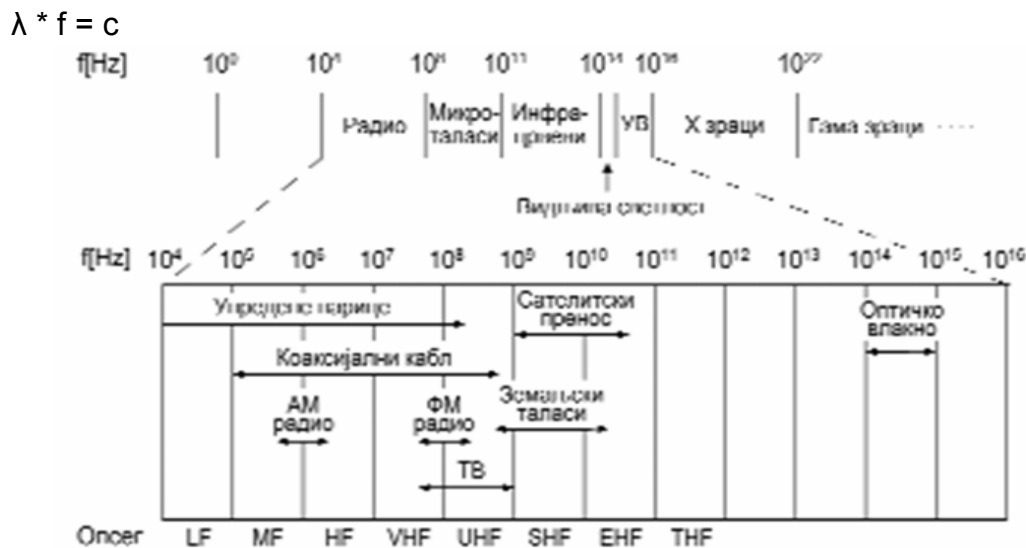 λ * f = c
f[Hz] 10⁰ 10⁴ 10⁸ 10¹¹ 10¹⁴ 10¹⁶ 10²² 
Радио Микро- Инфра- УВ Х зраци Гама зраци ....
таласи црвени
Видљива светлост
f[Hz] 10⁴ 10⁵ 10⁶ 10⁷ 10⁸ 10⁹ 10¹⁰ 10¹¹ 10¹² 10¹³ 10¹⁴ 10¹⁵ 10¹⁶
Упредене парице Сателитски Оптичко
пренос влакно
Коаксијални кабл
АМ ФМ Земаљски
радио радио таласи
ТВ
Опсег LF MF HF VHF UHF SHF EHF THF